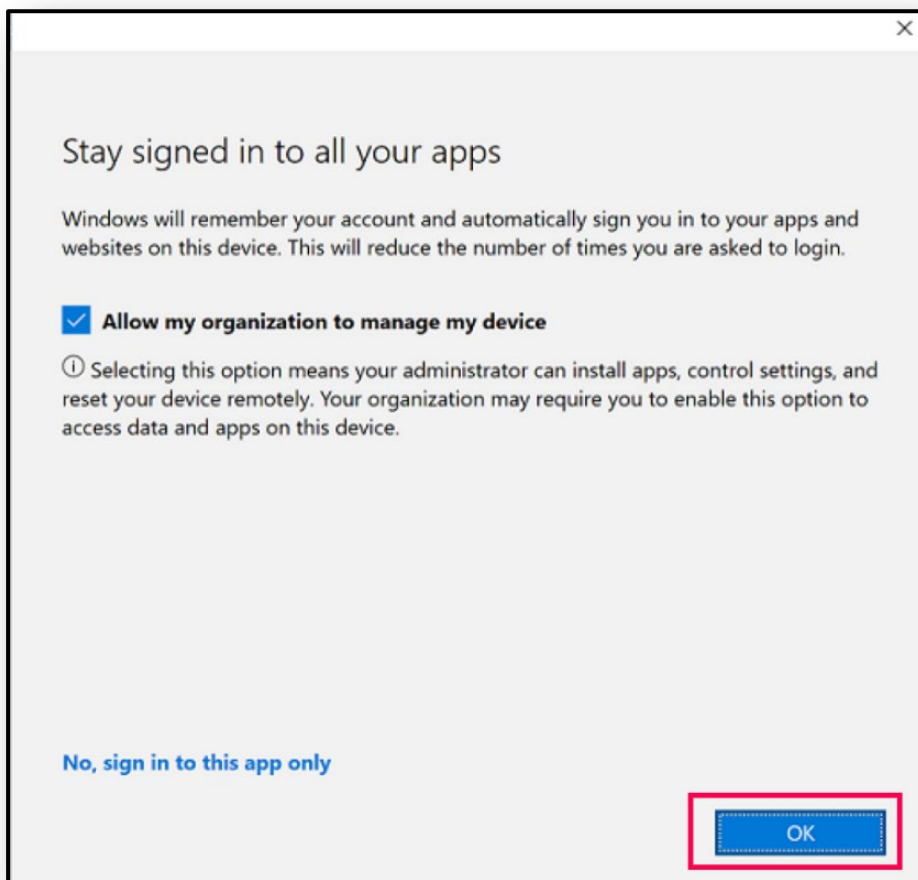 Stay signed in to all your apps
Windows will remember your account and automatically sign you in to your apps and
websites on this device. This will reduce the number of times you are asked to login.
Allow my organization to manage my device
Selecting this option means your administrator can install apps, control settings, and
reset your device remotely. Your organization may require you to enable this option to
access data and apps on this device.
No, sign in to this app only
OK